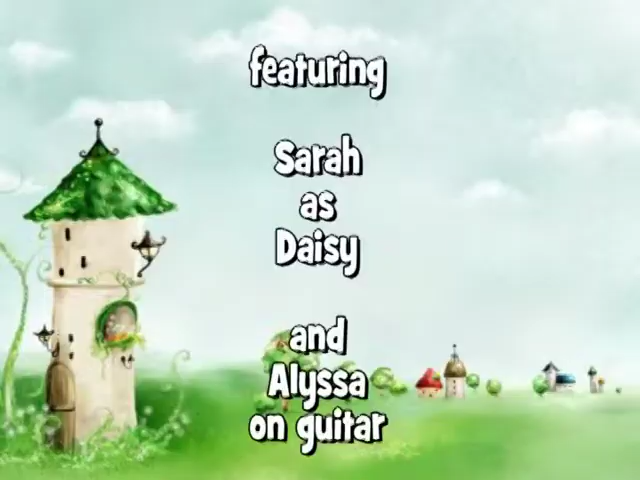 featuring
Sarah
as
Daisy
and
Alyssa
on guitar